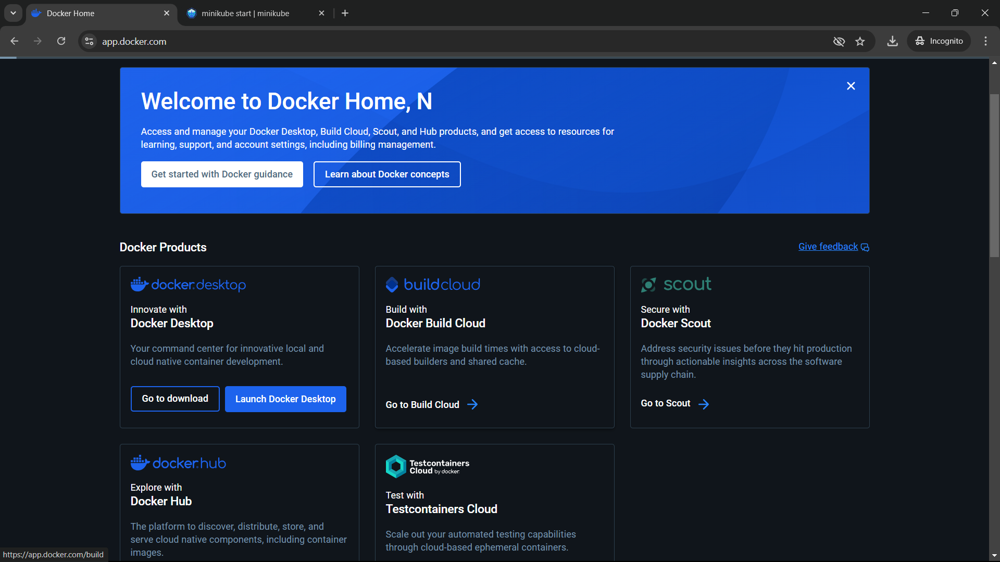 Docker Home
minikube start | minikube
app.docker.com
Incognito
Welcome to Docker Home, N
Access and manage your Docker Desktop, Build Cloud, Scout, and Hub products, and get access to resources for
learning, support, and account settings, including billing management.
Get started with Docker guidance
Learn about Docker concepts
Docker Products
Give feedback
docker.desktop
Innovate with
Docker Desktop
Your command center for innovative local and
cloud native container development.
Go to download
Launch Docker Desktop
buildcloud
Build with
Docker Build Cloud
Accelerate image build times with access to cloud-
based builders and shared cache.
Go to Build Cloud
scout
Secure with
Docker Scout
Address security issues before they hit production
through actionable insights across the software
supply chain.
Go to Scout
docker.hub
Explore with
Docker Hub
The platform to discover, distribute, store, and
serve cloud native components, including container
images.
Testcontainers
Cloud by docker.
Test with
Testcontainers Cloud
Scale out your automated testing capabilities
through cloud-based ephemeral containers.
https://app.docker.com/build